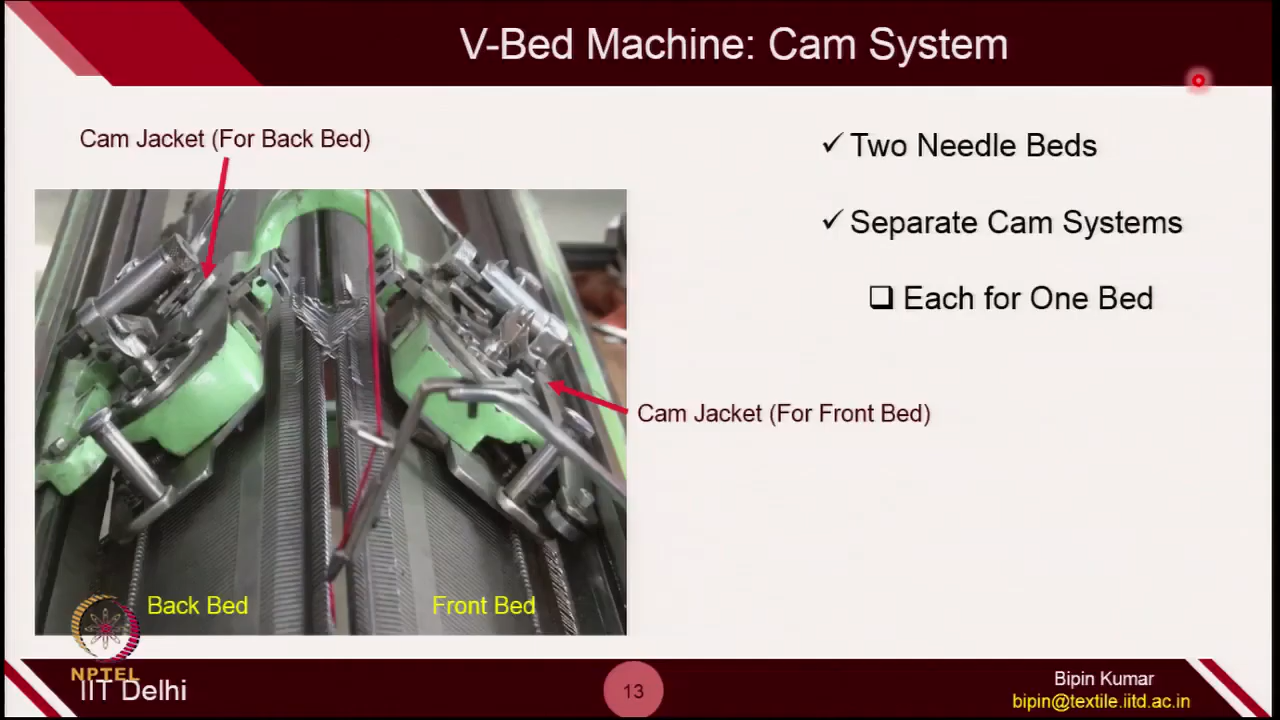 V-Bed Machine: Cam System
Cam Jacket (For Back Bed)
✓ Two Needle Beds
✓ Separate Cam Systems
❑ Each for One Bed
Cam Jacket (For Front Bed)
Back Bed
Front Bed
NPTEL
IIT Delhi
13
Bipin Kumar
bipin@textile.iitd.ac.in